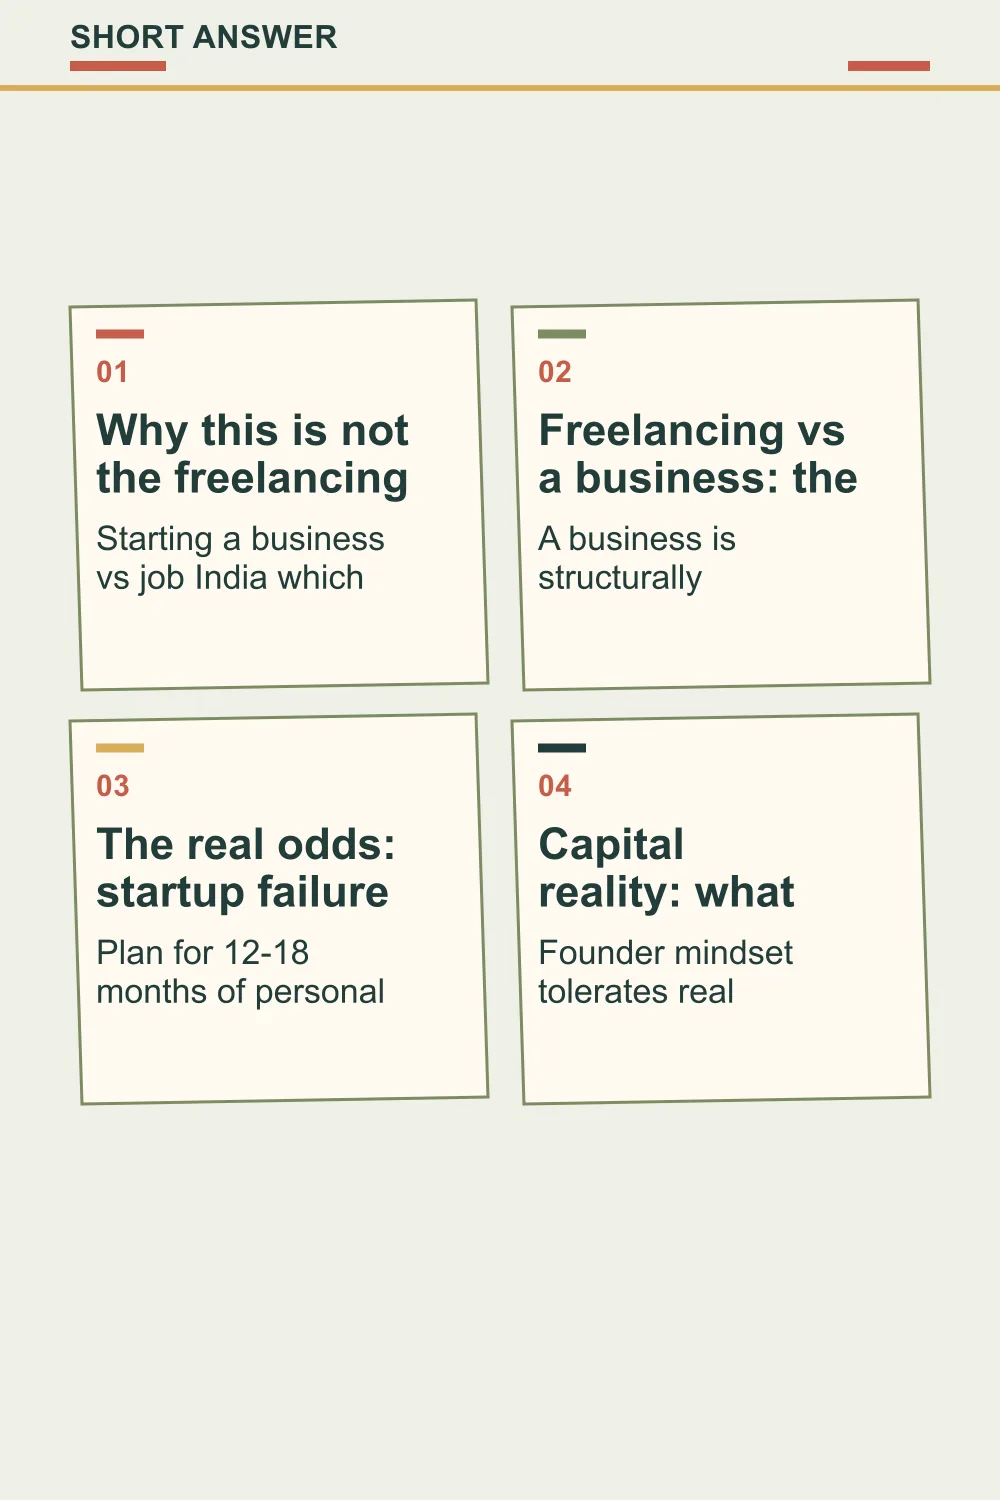 SHORT ANSWER
01
Why this is not
the freelancing
Starting a business
vs job India which
02
Freelancing vs
a business: the
A business is
structurally
03
The real odds:
startup failure
Plan for 12-18
months of personal
04
Capital
reality: what
Founder mindset
tolerates real